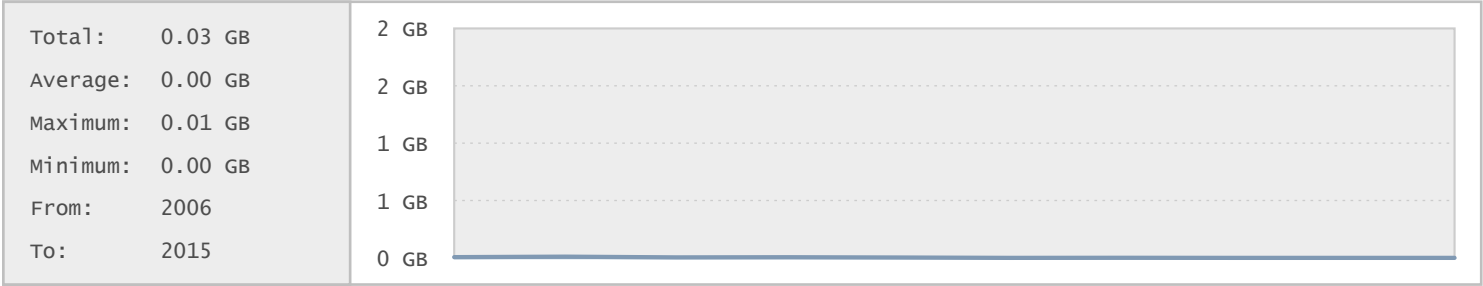 Total: 0.03 GB
Average: 0.00 GB
Maximum: 0.01 GB
Minimum: 0.00 GB
From: 2006
To: 2015
2 GB
2 GB
1 GB
1 GB
0 GB